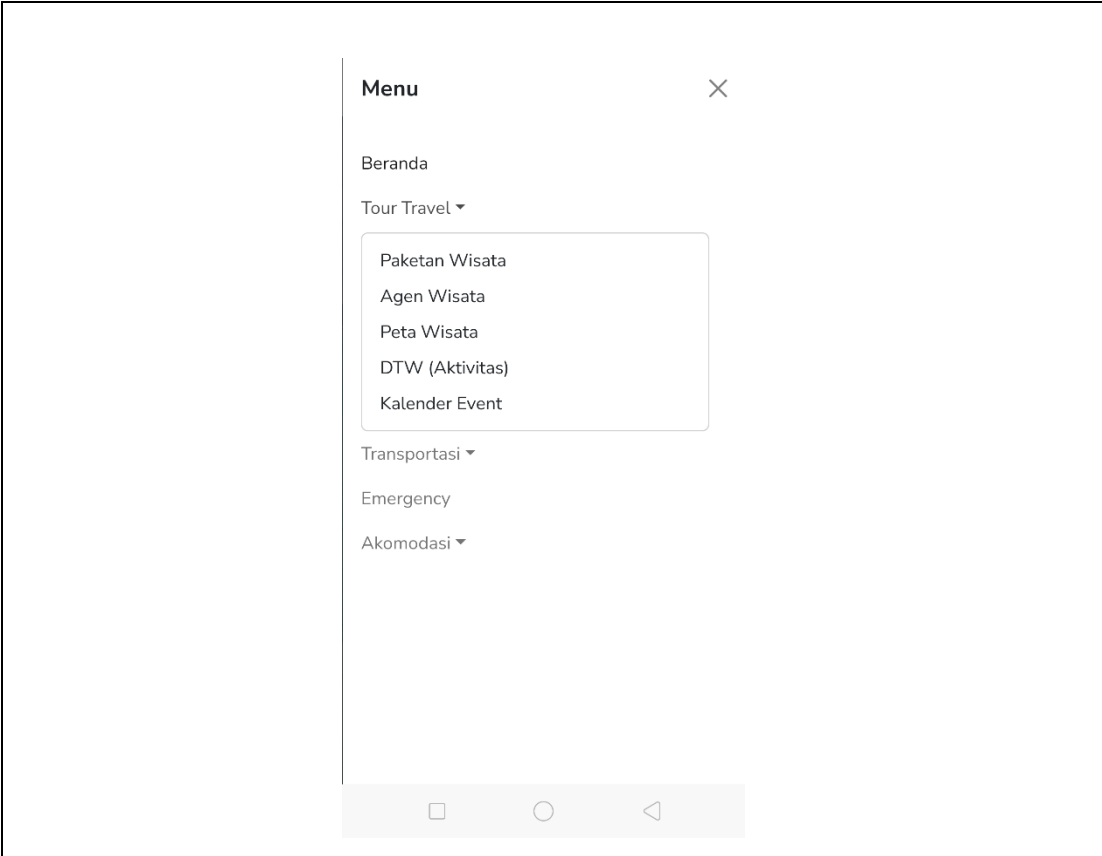 Menu
Beranda
Tour Travel
Paketan Wisata
Agen Wisata
Peta Wisata
DTW (Aktivitas)
Kalender Event
Transportasi
Emergency
Akomodasi